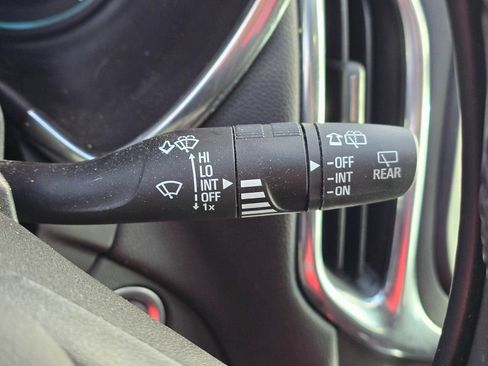 HI
LO
INT
OFF
1x
-OFF
-INT
-ON
REAR